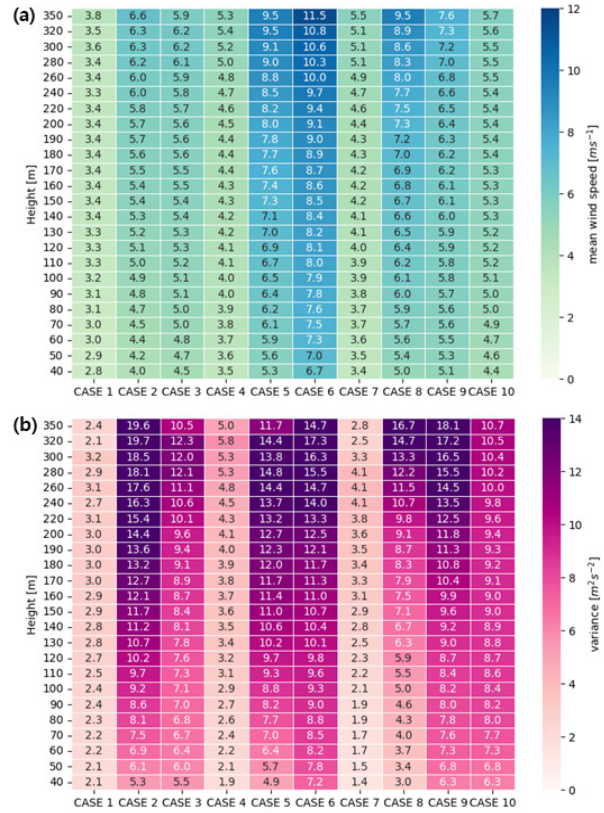 (a)
350 3.8 6.6 5.9 5.3 9.5 11.5 5.5 9.5 7.6 5.7
320 3.5 6.3 6.2 5.4 9.5 10.8 5.1 8.9 7.3 5.6
300 3.6 6.3 6.2 5.2 9.1 10.6 5.1 8.6 7.2 5.5
280 3.4 6.2 6.1 5.0 9.0 10.3 5.1 8.3 7.0 5.5
260 3.4 6.0 5.9 4.8 8.8 10.0 4.9 8.0 6.8 5.5
240 3.3 6.0 5.8 4.7 8.5 9.7 4.7 7.7 6.6 5.4
220 3.4 5.8 5.7 4.6 8.2 9.4 4.6 7.5 6.5 5.4
200 3.4 5.7 5.6 4.5 8.0 9.1 4.4 7.3 6.4 5.4
190 3.4 5.7 5.6 4.4 7.8 9.0 4.3 7.2 6.3 5.4
180 3.4 5.6 5.6 4.4 7.7 8.9 4.3 7.0 6.2 5.4
170 3.4 5.5 5.5 4.4 7.6 8.7 4.2 6.9 6.2 5.3
160 3.4 5.4 5.5 4.3 7.4 8.6 4.2 6.8 6.1 5.3
150 3.4 5.4 5.4 4.3 7.3 8.5 4.2 6.7 6.1 5.3
140 3.4 5.3 5.4 4.2 7.1 8.4 4.1 6.6 6.0 5.3
130 3.3 5.2 5.3 4.2 7.0 8.2 4.1 6.5 5.9 5.2
120 3.3 5.1 5.3 4.1 6.9 8.1 4.0 6.4 5.9 5.2
110 3.3 5.0 5.2 4.1 6.7 8.0 3.9 6.2 5.8 5.2
100 3.2 4.9 5.1 4.0 6.5 7.9 3.9 6.1 5.8 5.1
90 3.1 4.8 5.1 4.0 6.4 7.8 3.8 6.0 5.7 5.0
80 3.1 4.7 5.0 3.9 6.2 7.6 3.7 5.9 5.6 5.0
70 3.0 4.5 5.0 3.8 6.1 7.5 3.7 5.7 5.6 4.9
60 3.0 4.4 4.8 3.7 5.9 7.3 3.6 5.6 5.5 4.7
50 2.9 4.2 4.7 3.6 5.6 7.0 3.5 5.4 5.3 4.6
40 2.8 4.0 4.5 3.5 5.3 6.7 3.4 5.0 5.1 4.4
CASE 1 CASE 2 CASE 3 CASE 4 CASE 5 CASE 6 CASE 7 CASE 8 CASE 9 CASE 10
Height [m]
12
10
8
6
4
2
0
mean wind speed [ms⁻¹]
(b)
350 2.4 19.6 10.5 5.0 11.7 14.7 2.8 16.7 18.1 10.7
320 2.1 19.7 12.3 5.8 14.4 17.3 2.5 14.7 17.2 10.5
300 3.2 18.5 12.0 5.3 13.8 16.3 3.3 13.3 16.5 10.4
280 2.9 18.1 12.1 5.3 14.8 15.5 4.1 12.2 15.5 10.2
260 3.1 17.6 11.1 4.8 14.4 14.7 4.1 11.5 14.5 10.0
240 2.7 16.3 10.6 4.5 13.7 14.0 4.1 10.7 13.5 9.8
220 3.1 15.4 10.1 4.3 13.2 13.3 3.8 9.8 12.5 9.6
200 3.0 14.4 9.6 4.1 12.7 12.5 3.6 9.1 11.8 9.4
190 3.0 13.6 9.4 4.0 12.3 12.1 3.5 8.7 11.3 9.3
180 3.0 13.2 9.1 3.9 12.0 11.7 3.4 8.3 10.8 9.2
170 3.0 12.7 8.9 3.8 11.7 11.3 3.3 7.9 10.4 9.1
160 2.9 12.1 8.7 3.7 11.4 11.0 3.1 7.5 9.9 9.0
150 2.9 11.7 8.4 3.6 11.0 10.7 2.9 7.1 9.6 9.0
140 2.8 11.2 8.1 3.5 10.6 10.4 2.8 6.7 9.2 8.9
130 2.8 10.7 7.8 3.4 10.2 10.1 2.5 6.3 9.0 8.8
120 2.7 10.2 7.6 3.2 9.7 9.8 2.3 5.9 8.7 8.7
110 2.5 9.7 7.3 3.1 9.3 9.6 2.2 5.5 8.4 8.6
100 2.4 9.2 7.1 2.9 8.8 9.3 2.1 5.0 8.2 8.4
90 2.4 8.6 7.0 2.7 8.2 9.0 1.9 4.6 8.0 8.2
80 2.3 8.1 6.8 2.6 7.7 8.8 1.9 4.3 7.8 8.0
70 2.2 7.5 6.7 2.4 7.0 8.5 1.7 4.0 7.6 7.7
60 2.2 6.9 6.4 2.2 6.4 8.2 1.7 3.7 7.3 7.3
50 2.1 6.1 6.0 2.1 5.7 7.8 1.5 3.4 6.8 6.8
40 2.1 5.3 5.5 1.9 4.9 7.2 1.4 3.0 6.3 6.3
CASE 1 CASE 2 CASE 3 CASE 4 CASE 5 CASE 6 CASE 7 CASE 8 CASE 9 CASE 10
Height [m]
14
12
10
8
6
4
2
0
variance [m²s⁻²]